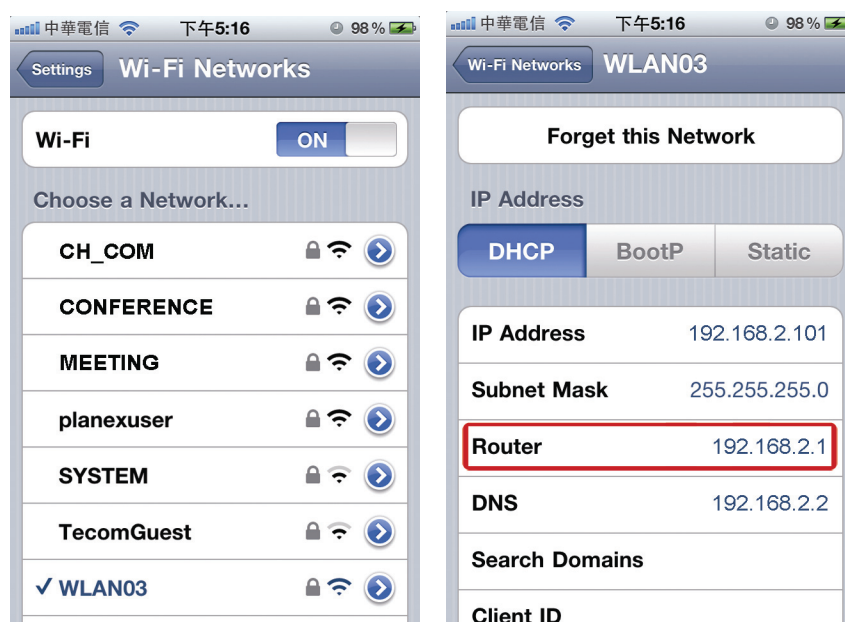 中華電信 下午5:16 98%
Settings Wi-Fi Networks
Wi-Fi ON
Choose a Network...
CH_COM
CONFERENCE
MEETING
planexuser
SYSTEM
TecomGuest
WLAN03
中華電信 下午5:16 98%
Wi-Fi Networks WLAN03
Forget this Network
IP Address
DHCP BootP Static
IP Address 192.168.2.101
Subnet Mask 255.255.255.0
Router 192.168.2.1
DNS 192.168.2.2
Search Domains
Client ID